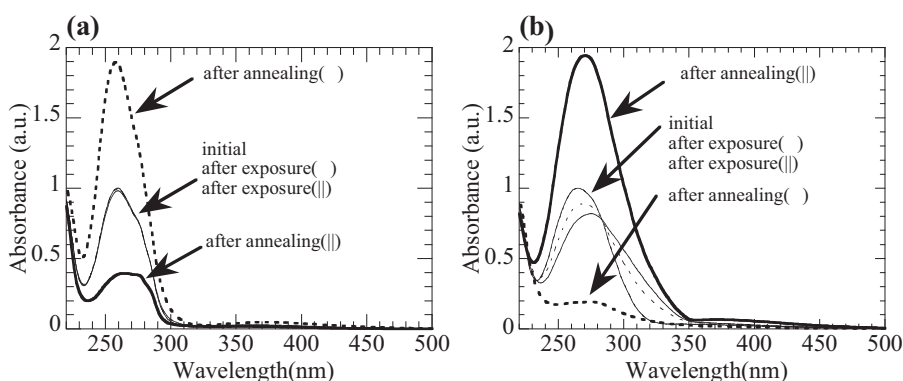 (a)
Absorbance (a.u.)
2
1.5
1
0.5
0
after annealing( )
initial
after exposure( )
after exposure(||)
after annealing(||)
250 300 350 400 450 500
Wavelength(nm)
(b)
Absorbance (a.u.)
2
1.5
1
0.5
0
after annealing(||)
initial
after exposure( )
after exposure(||)
after annealing( )
250 300 350 400 450 500
Wavelength(nm)